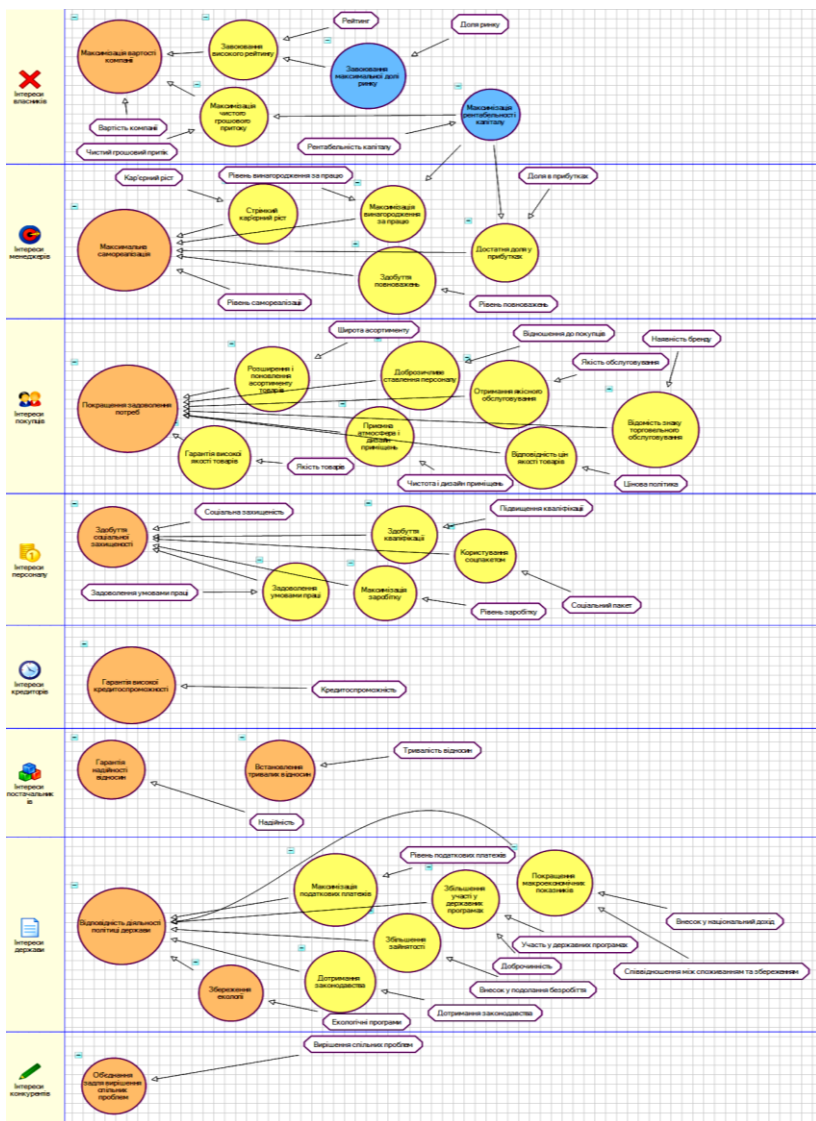 Рейтинг
Доля ринку
Максимізація вартості
компанії
Завоювання
високого рейтингу
Завоювання
максимальної долі
ринку
Інтереси
власників
Максимізація
чистого
грошового
притоку
Максимізація
рентабельності
капіталу
Вартість компанії
Рентабельність капіталу
Чистий грошовий притік
Кар'єрний ріст
Рівень винагородження за працю
Доля в прибутках
Стрімкий
кар'єрний ріст
Максимізація
винагородження
за працю
Інтереси
менеджерів
Максимальна
самореалізація
Достатня доля у
прибутках
Здобуття
повноважень
Рівень самореалізації
Рівень повноважень
Широта асортименту
Відношення до покупців
Наявність бренду
Якість обслуговування
Розширення і
поновлення
асортименту
товарів
Доброзичливе
ставлення персоналу
Отримання якісного
обслуговування
Інтереси
покупців
Покращення задоволення
потреб
Приємна
атмосфера і
дизайн
приміщень
Відомість знаку
торговельного
обслуговування
Гарантія високої
якості товарів
Відповідність цін
якості товарів
Якість товарів
Чистота і дизайн приміщень
Цінова політика
Соціальна захищеність
Підвищення кваліфікації
Здобуття
соціальної
захищеності
Здобуття
кваліфікації
Інтереси
персоналу
Користування
соцпакетом
Задоволення умовами праці
Задоволення
умовами праці
Максимізація
заробітку
Рівень заробітку
Соціальний пакет
Інтереси
кредиторів
Гарантія високої
кредитоспроможності
Кредитоспроможність
Тривалість відносин
Гарантія
надійності
відносин
Встановлення
тривалих відносин
Інтереси
постачальник
ів
Надійність
Рівень податкових платежів
Максимізація
податкових платежів
Збільшення
участі у
державних
програмах
Покращення
макроекономічних
показників
Інтереси
держави
Відповідність діяльності
політиці держави
Внесок у національний дохід
Збільшення
зайнятості
Участь у державних програмах
Доброчинність
Співвідношення між споживанням та збереженням
Збереження
екології
Дотримання
законодавства
Внесок у подолання безробіття
Дотримання законодавства
Екологічні програми
Вирішення спільних проблем
Інтереси
конкурентів
Об'єднання
задля вирішення
спільних
проблем